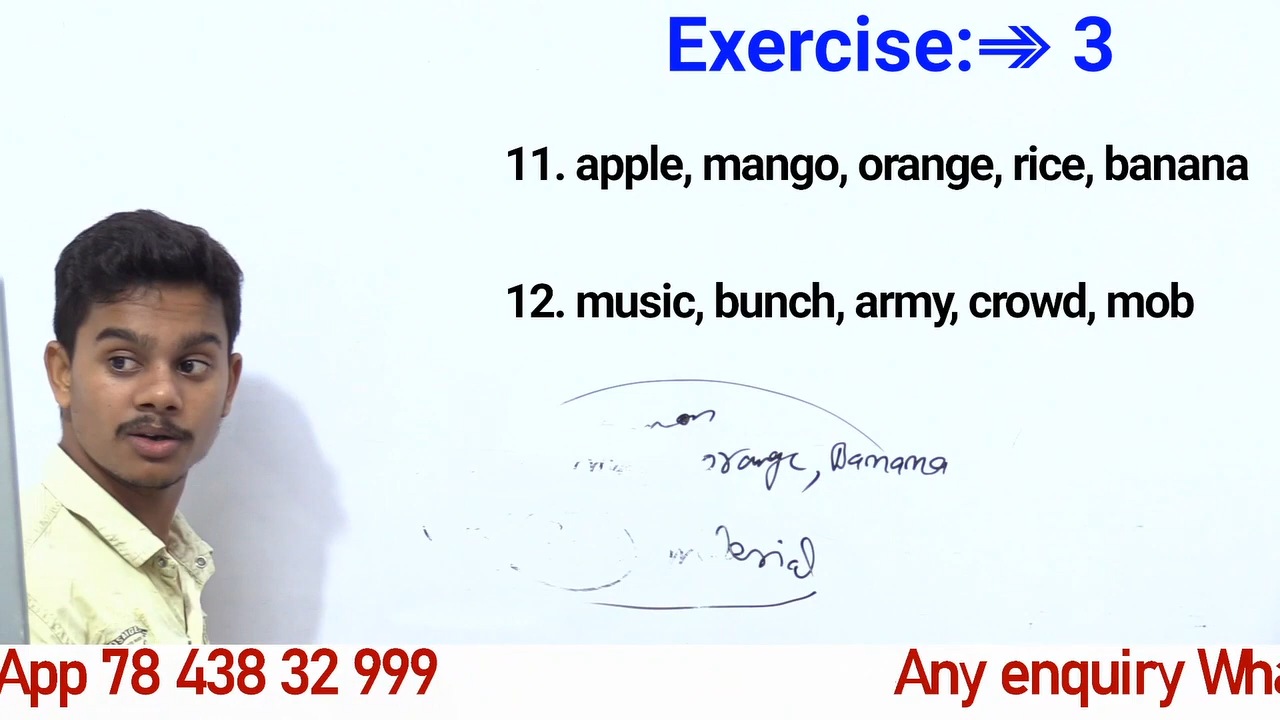 Exercise:⇛ 3
11. apple, mango, orange, rice, banana
12. music, bunch, army, crowd, mob
orange, Banana
App 78 438 32 999 Any enquiry Wha